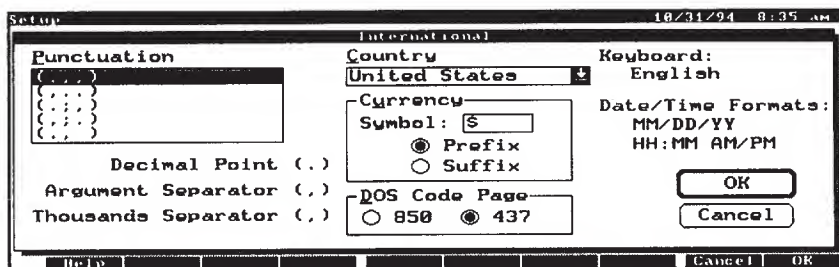 Setup 10/31/94 8:35 am
International
Punctuation
(.,,)
Decimal Point (.)
Argument Separator (,)
Thousands Separator (,)
Country
United States
Currency
Symbol: $
Prefix
Suffix
DOS Code Page
850 437
Keyboard:
English
Date/Time Formats:
MM/DD/YY
HH:MM AM/PM
OK
Cancel
Help Cancel OK